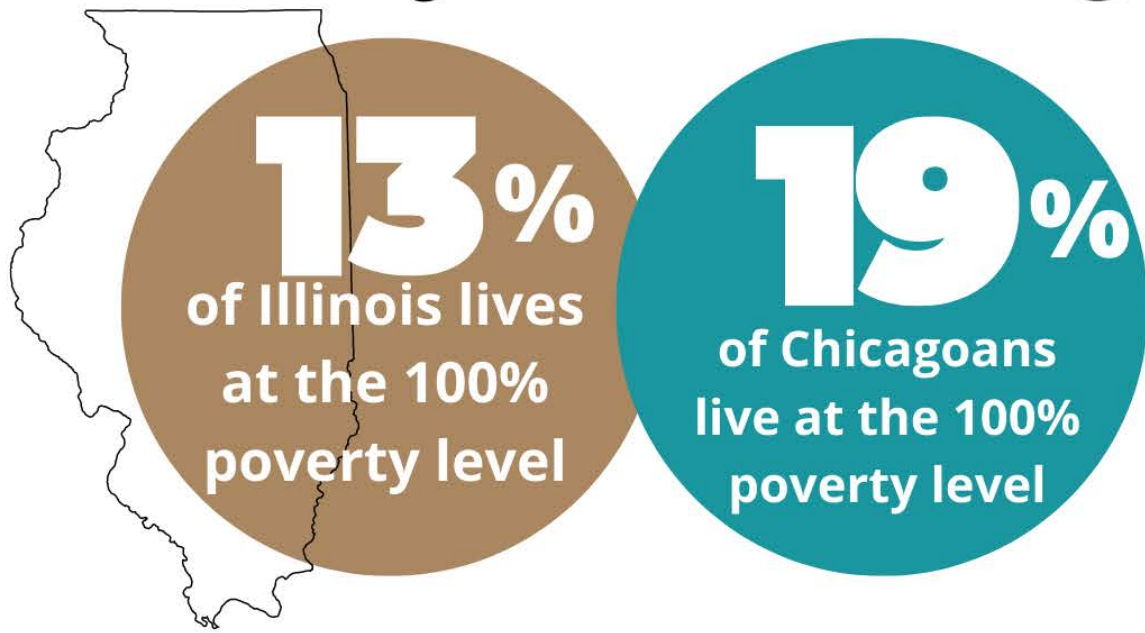 13%
of Illinois lives
at the 100%
poverty level
19%
of Chicagoans
live at the 100%
poverty level